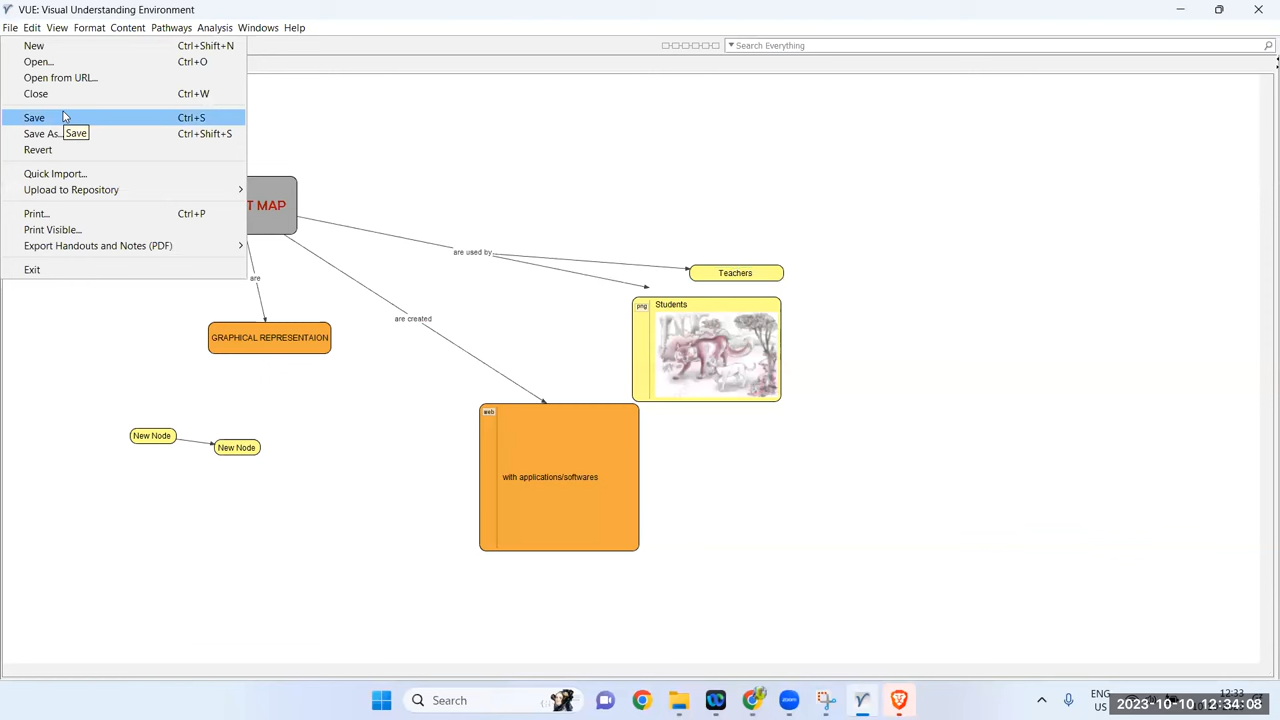 VUE: Visual Understanding Environment
File Edit View Format Content Pathways Analysis Windows Help
New Ctrl+Shift+N
Search Everything
Open... Ctrl+O
Open from URL...
Close Ctrl+W
Save Ctrl+S
Save As... Ctrl+Shift+S
Save
Revert
Quick Import...
Upload to Repository
Print... Ctrl+P
Print Visible...
Export Handouts and Notes (PDF)
Exit
T MAP
are used by
Teachers
are
png Students
are created
GRAPHICAL REPRESENTAION
web
with applications/softwares
New Node
New Node
Search
zoom
ENG
US
12:33
2023-10-10 12:34:08